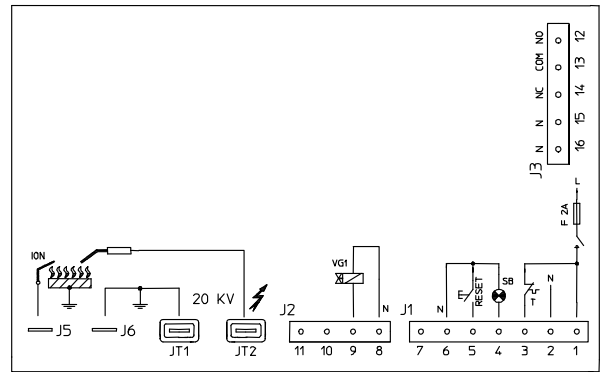 NO 12
COM 13
NC 14
N 15
N 16
J3
L
F 2A
ION
VG1
N
N
RESET
E
SB
T
N
20 KV
J5
J6
JT1
JT2
J2
11 10 9 8
J1
7 6 5 4 3 2 1